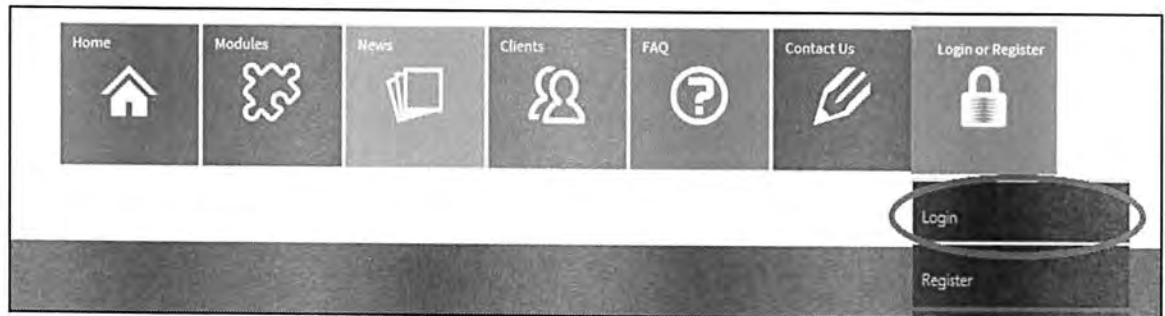 Home Modules News Clients FAQ Contact Us Login or Register
Login
Register